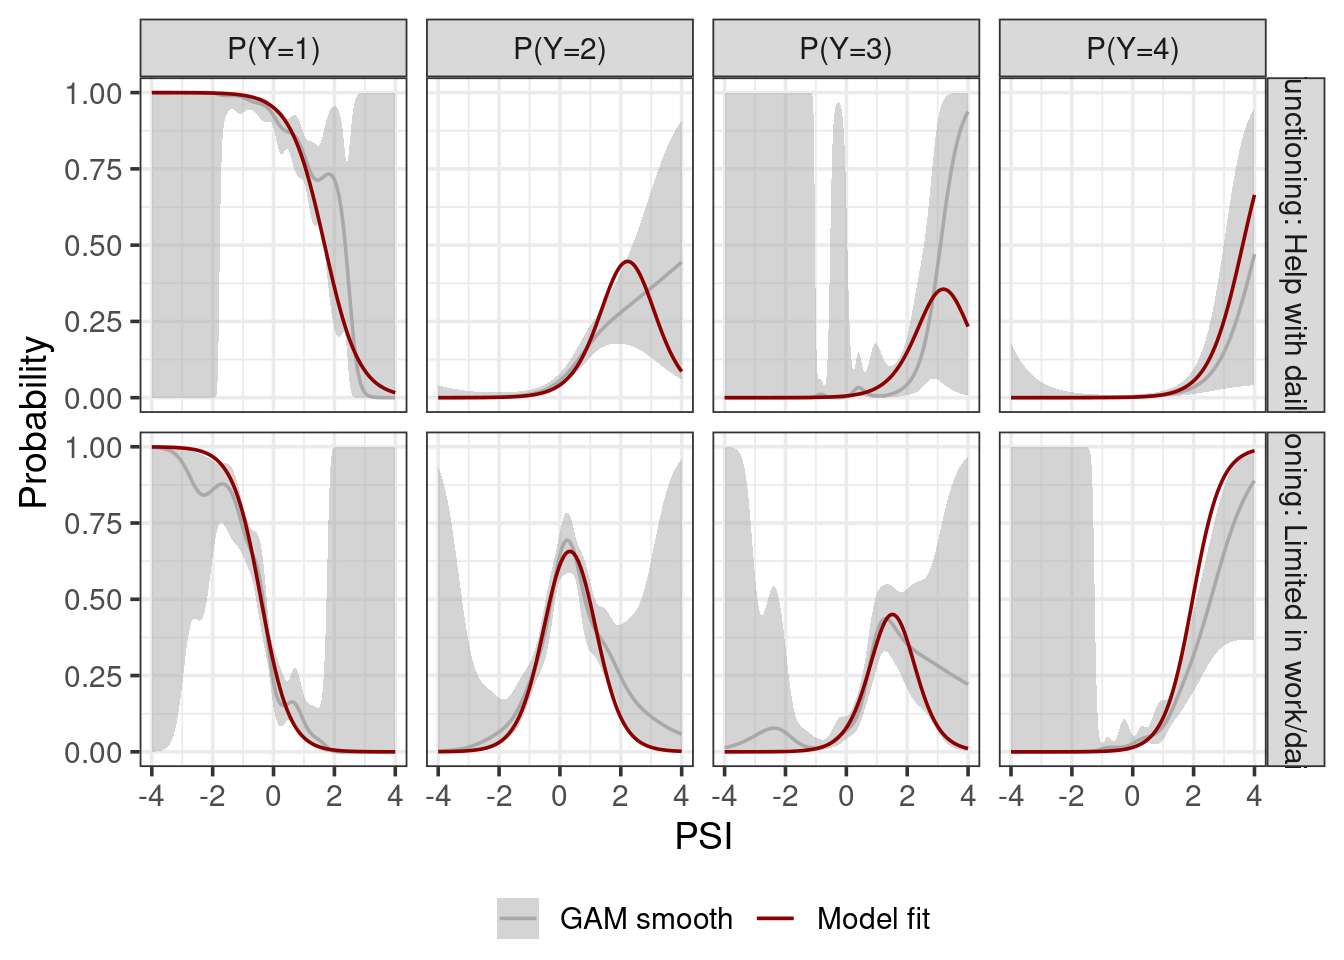 P(Y=1) P(Y=2) P(Y=3) P(Y=4)
1.00
0.75
0.50
0.25
0.00
unctioning: Help with dail
1.00
0.75
0.50
0.25
0.00
oning: Limited in work/dai
Probability
-4 -2 0 2 4 -4 -2 0 2 4 -4 -2 0 2 4 -4 -2 0 2 4
PSI
GAM smooth Model fit